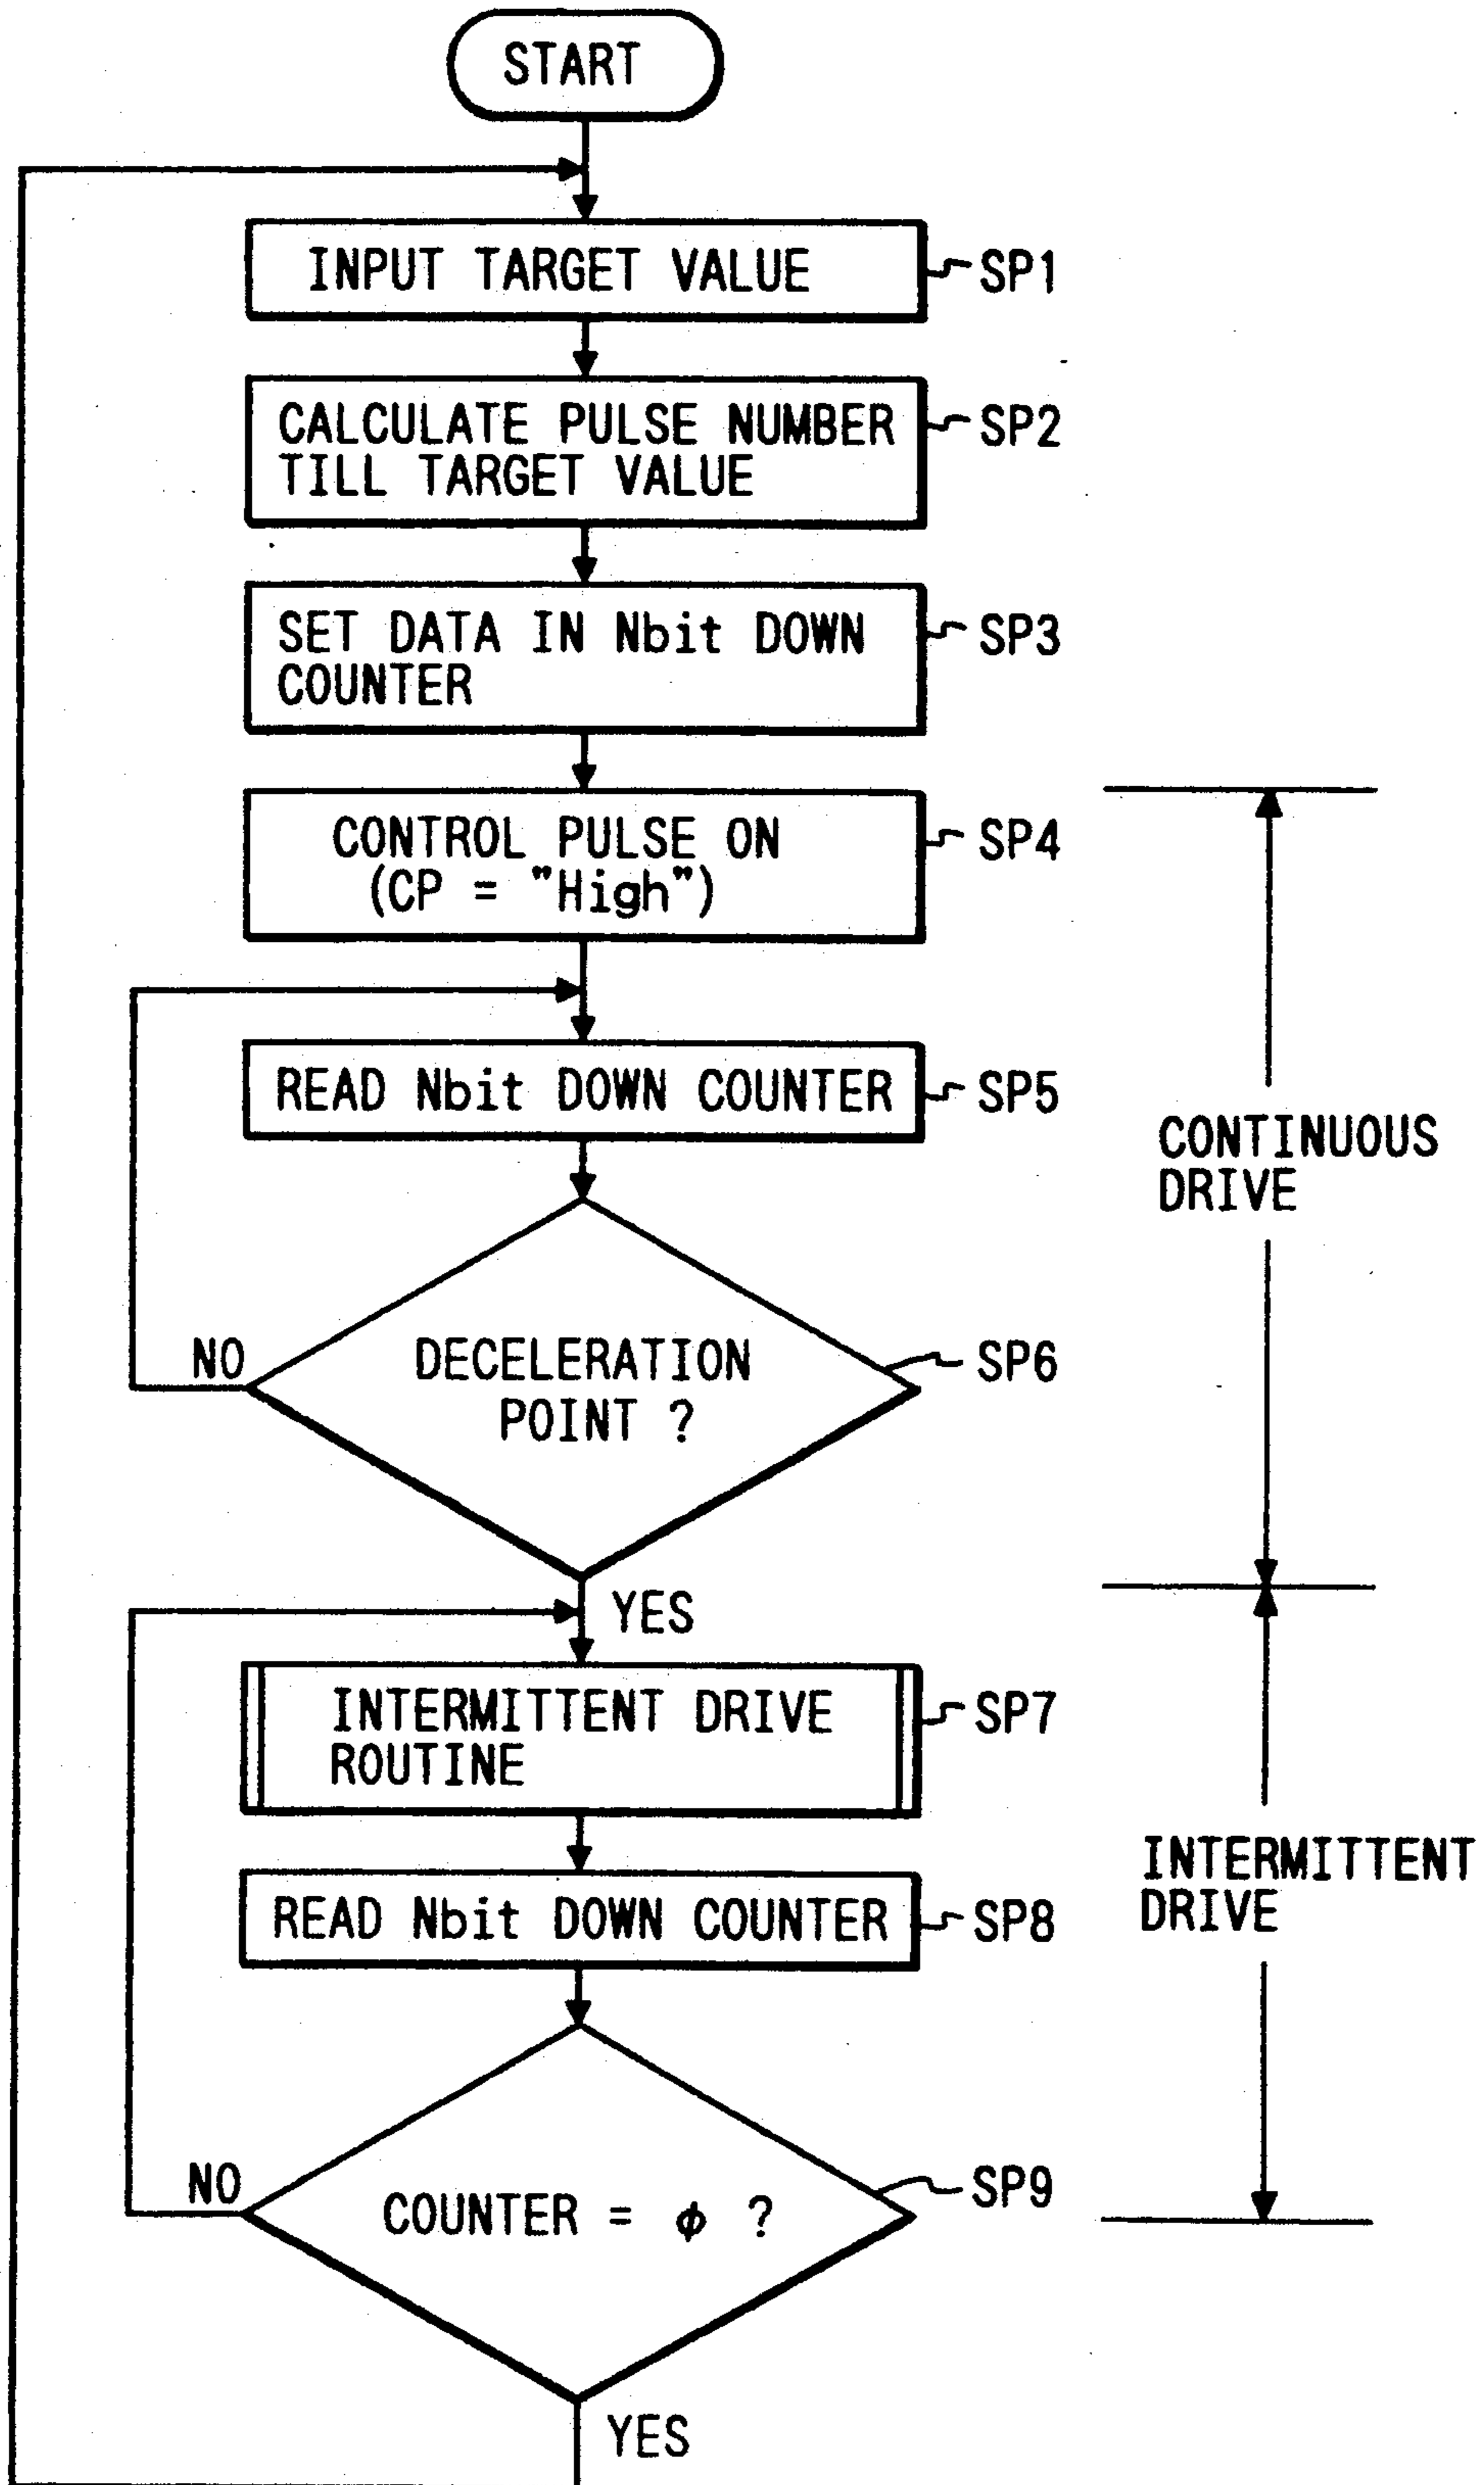 START
INPUT TARGET VALUE
SP1
CALCULATE PULSE NUMBER
TILL TARGET VALUE
SP2
SET DATA IN Nbit DOWN
COUNTER
SP3
CONTROL PULSE ON
(CP = "High")
SP4
READ Nbit DOWN COUNTER
SP5
CONTINUOUS
DRIVE
NO
DECELERATION
POINT ?
SP6
YES
INTERMITTENT DRIVE
ROUTINE
SP7
READ Nbit DOWN COUNTER
SP8
INTERMITTENT
DRIVE
NO
COUNTER = φ ?
SP9
YES